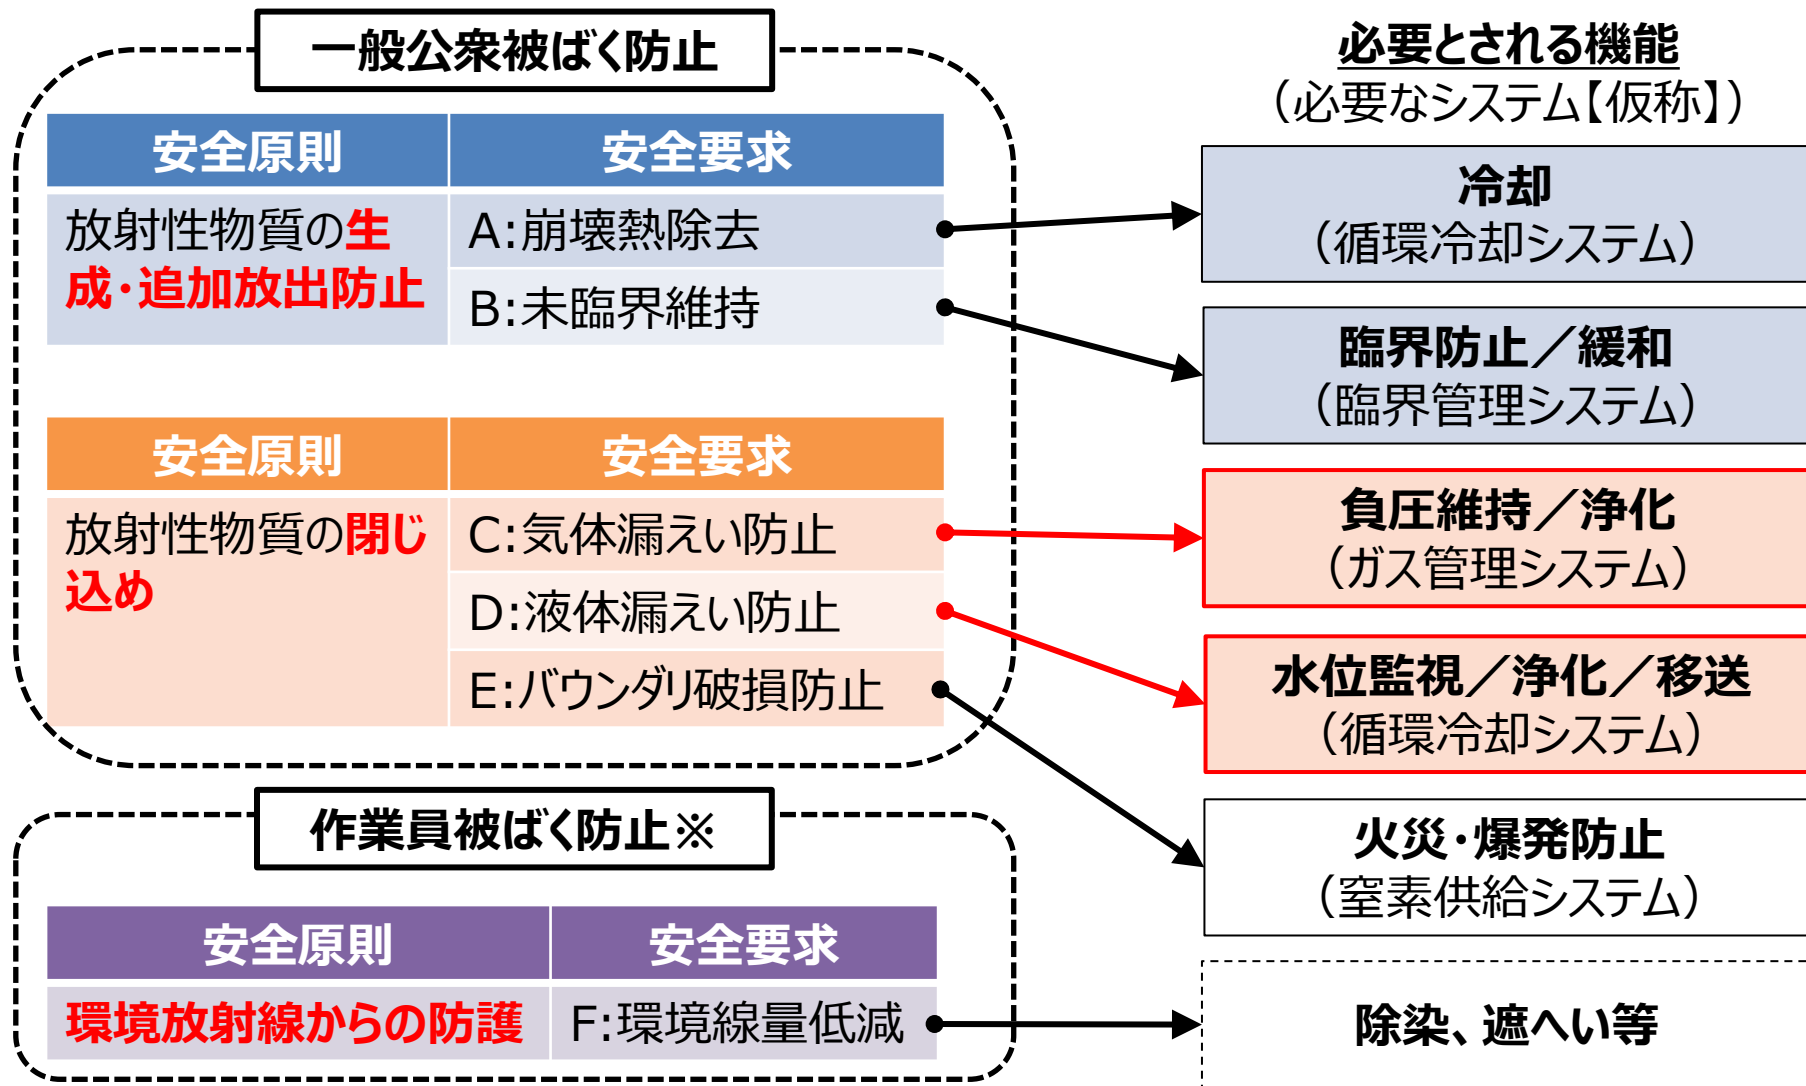 一般公衆被ばく防止
安全原則 安全要求
放射性物質の生
成・追加放出防止
A:崩壊熱除去
B:未臨界維持
安全原則 安全要求
放射性物質の閉じ
込め
C:気体漏えい防止
D:液体漏えい防止
E:バウンダリ破損防止
作業員被ばく防止※
安全原則 安全要求
環境放射線からの防護 F:環境線量低減
必要とされる機能
（必要なシステム【仮称】）
冷却
（循環冷却システム）
臨界防止／緩和
（臨界管理システム）
負圧維持／浄化
（ガス管理システム）
水位監視／浄化／移送
（循環冷却システム）
火災・爆発防止
（窒素供給システム）
除染、遮へい等